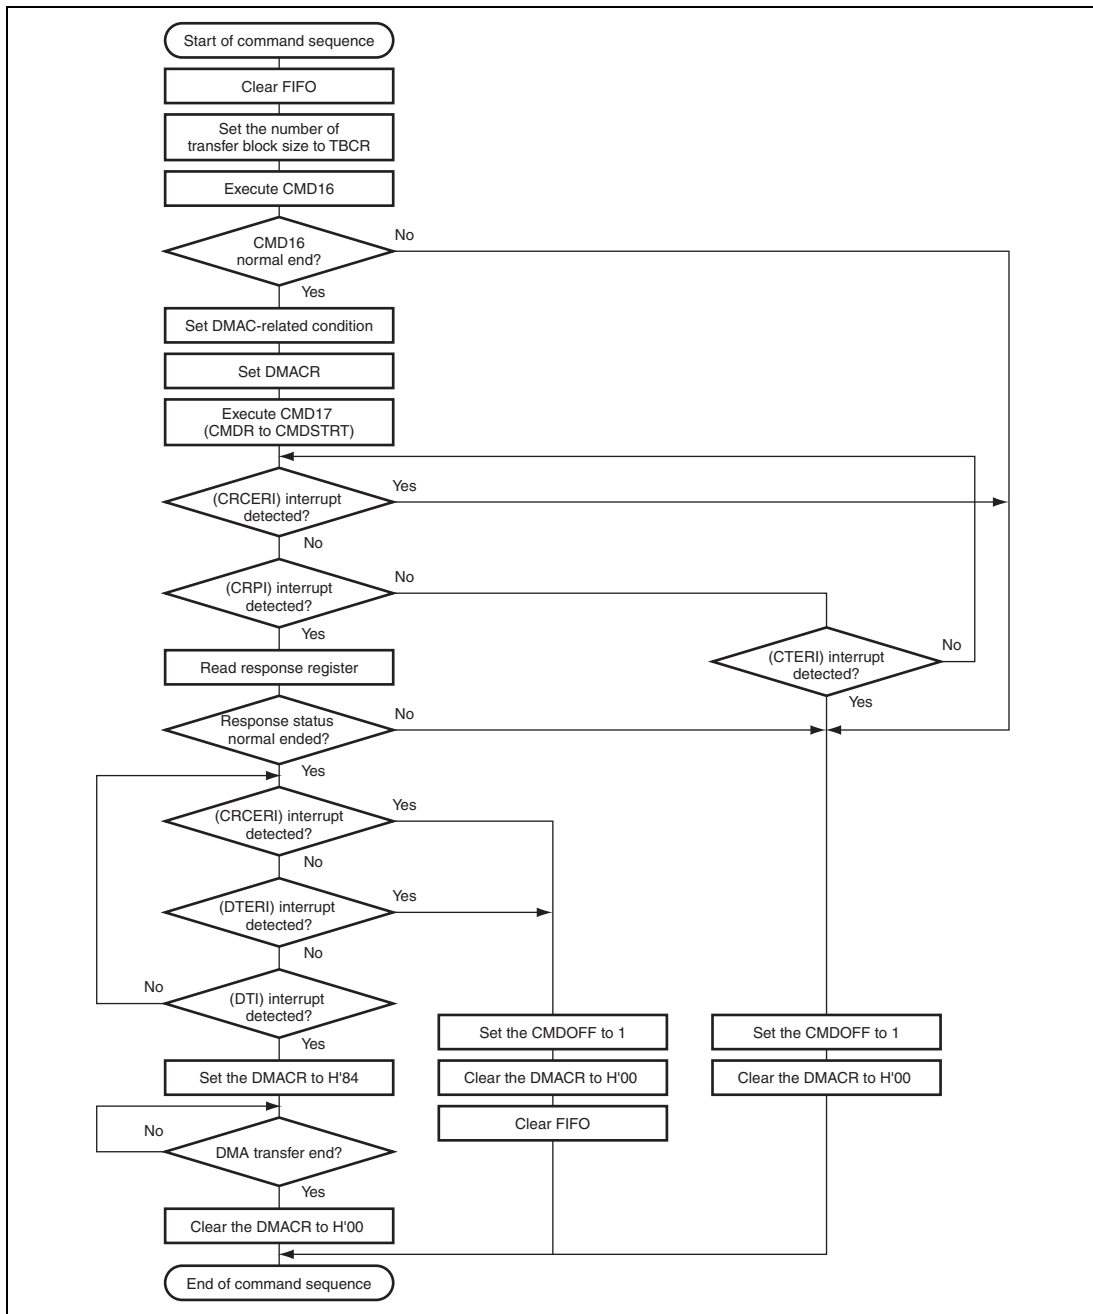 Start of command sequence
Clear FIFO
Set the number of
transfer block size to TBCR
Execute CMD16
CMD16
normal end?
No
Yes
Set DMAC-related condition
Set DMACR
Execute CMD17
(CMDR to CMDSTRT)
(CRCERI) interrupt
detected?
Yes
No
(CRPI) interrupt
detected?
No
Yes
(CTERI) interrupt
detected?
No
Yes
Read response register
Response status
normal ended?
No
Yes
(CRCERI) interrupt
detected?
Yes
No
(DTERI) interrupt
detected?
Yes
No
(DTI) interrupt
detected?
No
Yes
Set the DMACR to H'84
DMA transfer end?
No
Yes
Clear the DMACR to H'00
Set the CMDOFF to 1
Clear the DMACR to H'00
Clear FIFO
Set the CMDOFF to 1
Clear the DMACR to H'00
End of command sequence